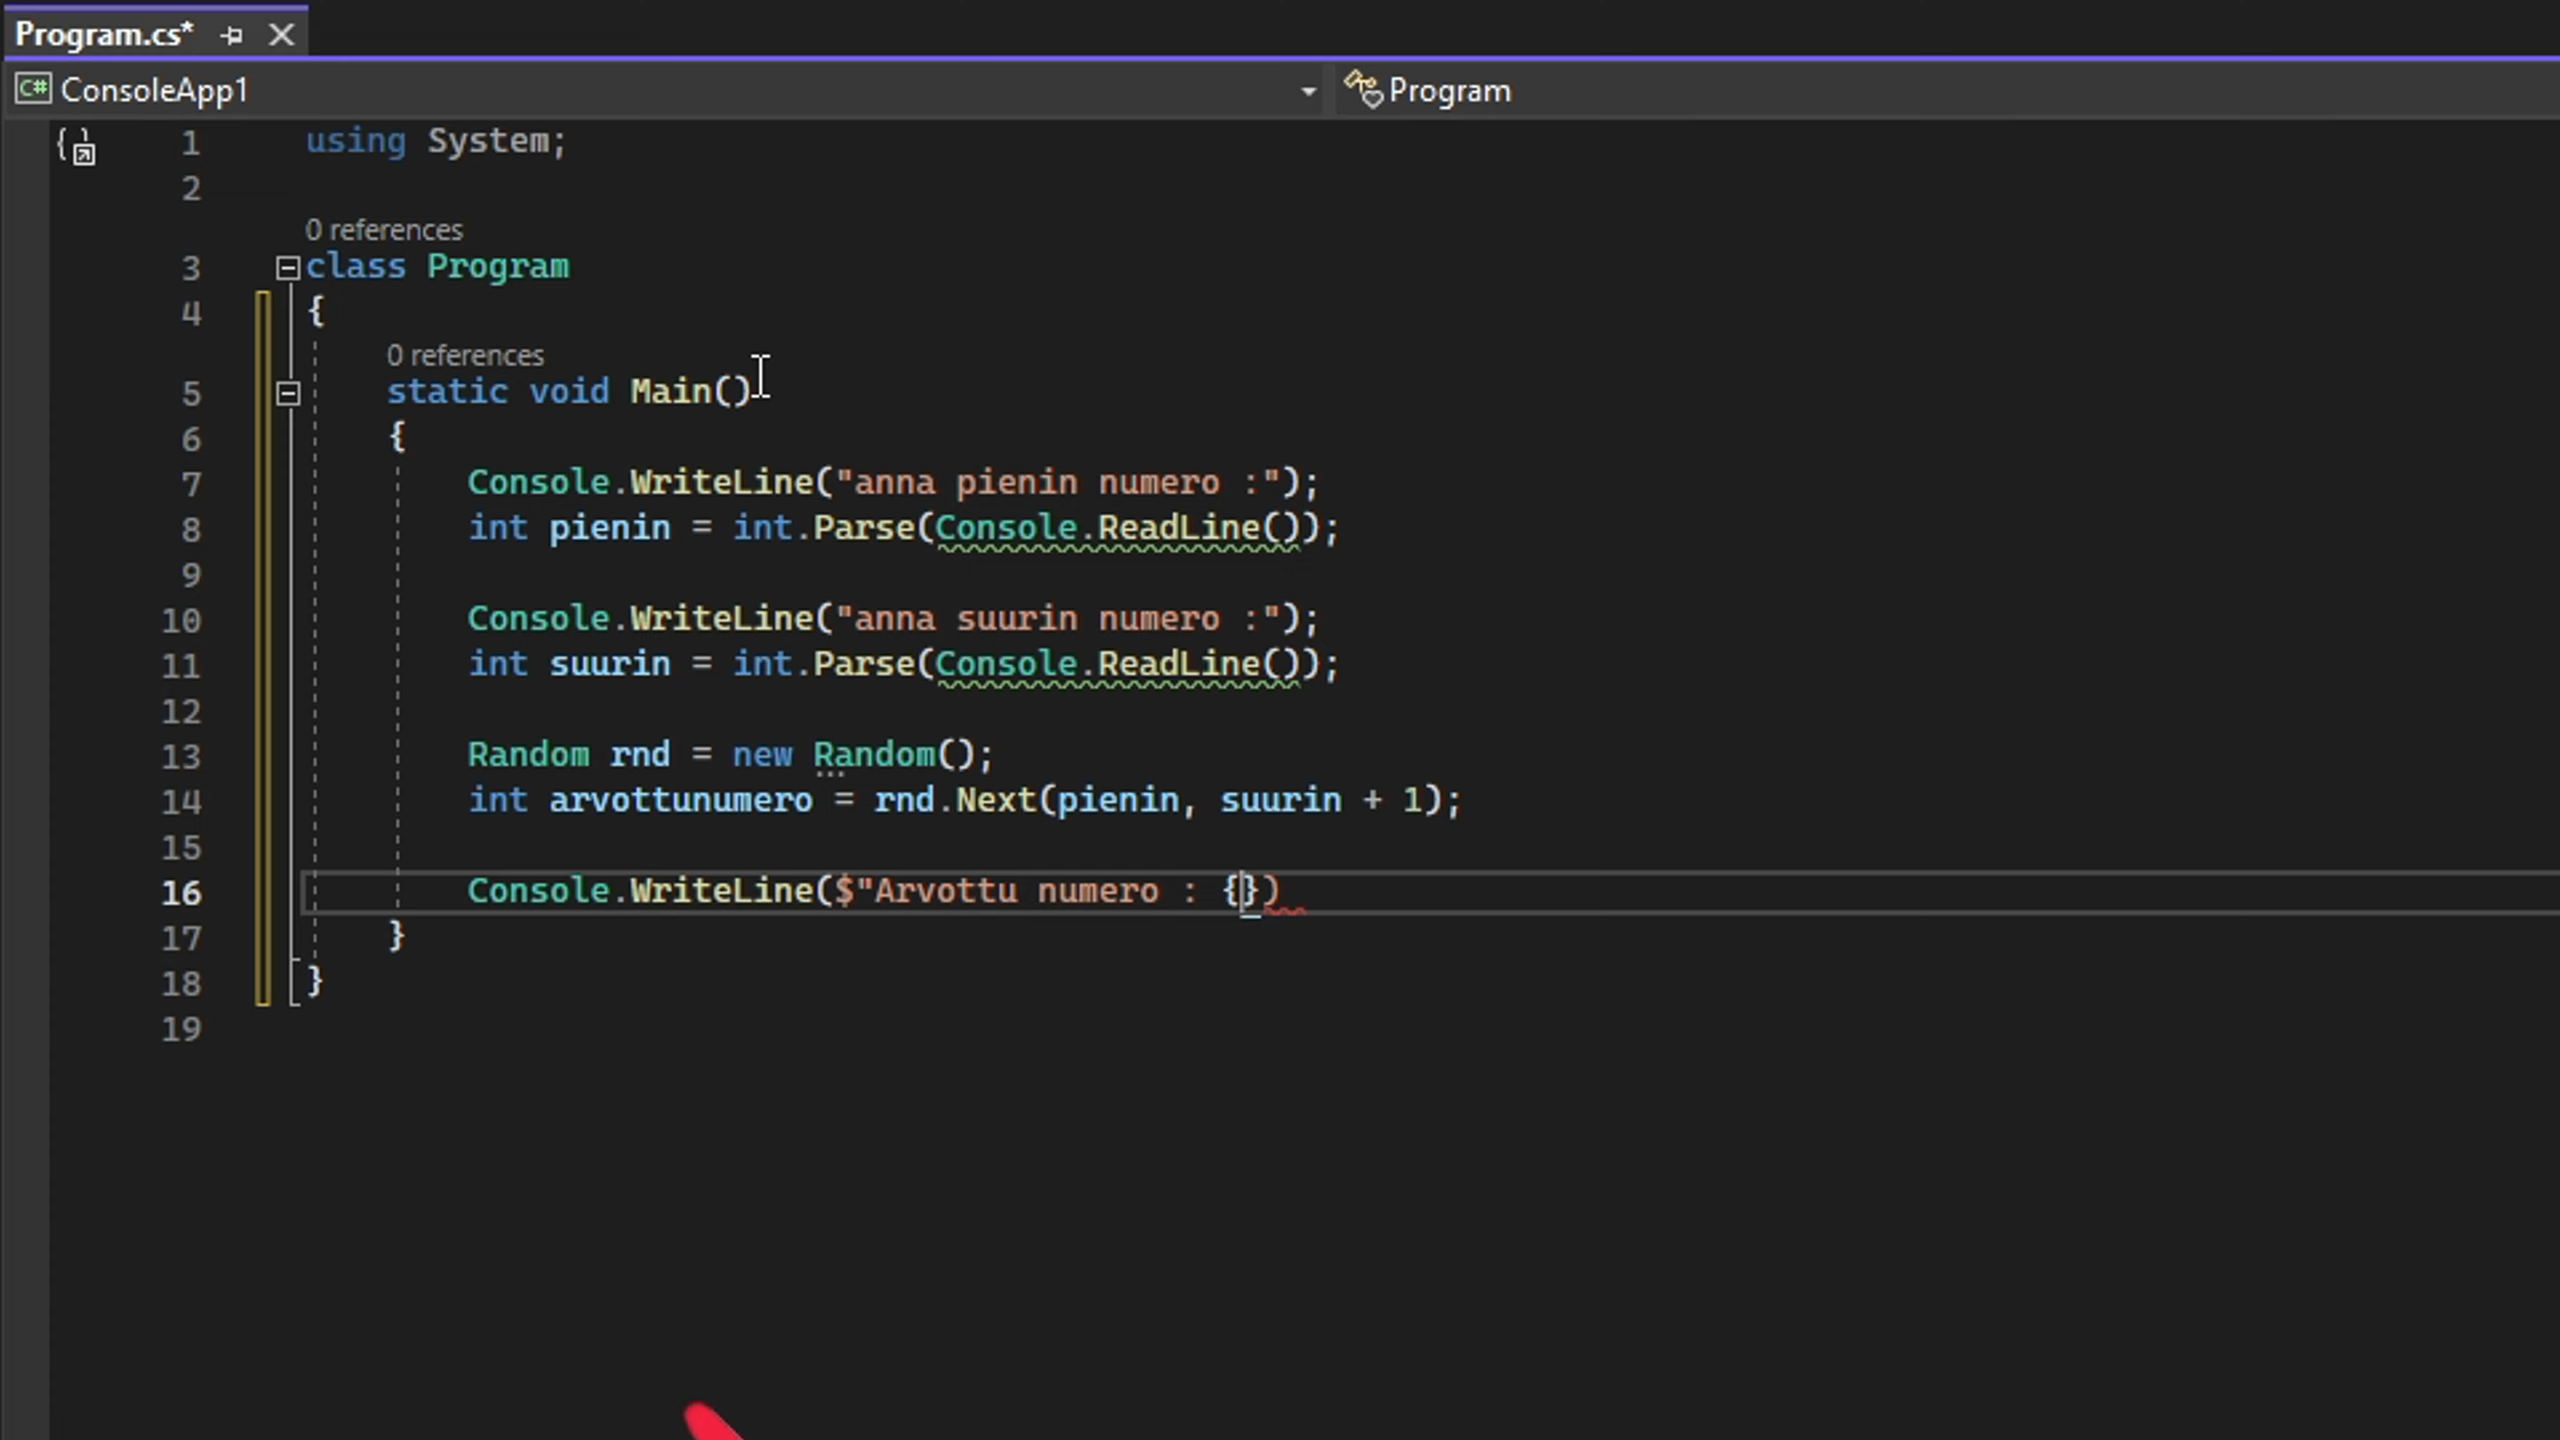 Program.cs*
C# ConsoleApp1
Program
1 using System;
2
0 references
3 class Program
4 {
0 references
5 static void Main()
6 {
7 Console.WriteLine("anna pienin numero :");
8 int pienin = int.Parse(Console.ReadLine());
9
10 Console.WriteLine("anna suurin numero :");
11 int suurin = int.Parse(Console.ReadLine());
12
13 Random rnd = new Random();
14 int arvottunumero = rnd.Next(pienin, suurin + 1);
15
16 Console.WriteLine($"Arvottu numero : {})
17 }
18 }
19